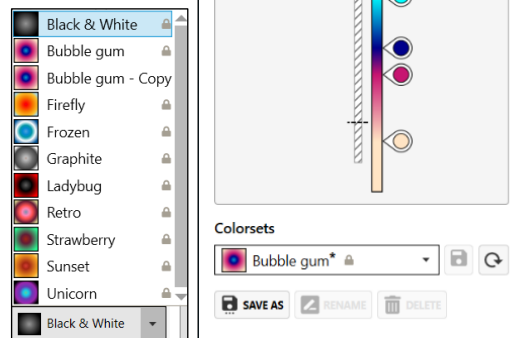 Black & White
Bubble gum
Bubble gum - Copy
Firefly
Frozen
Graphite
Ladybug
Retro
Strawberry
Sunset
Unicorn
Black & White
Colorsets
Bubble gum*
SAVE AS
RENAME
DELETE